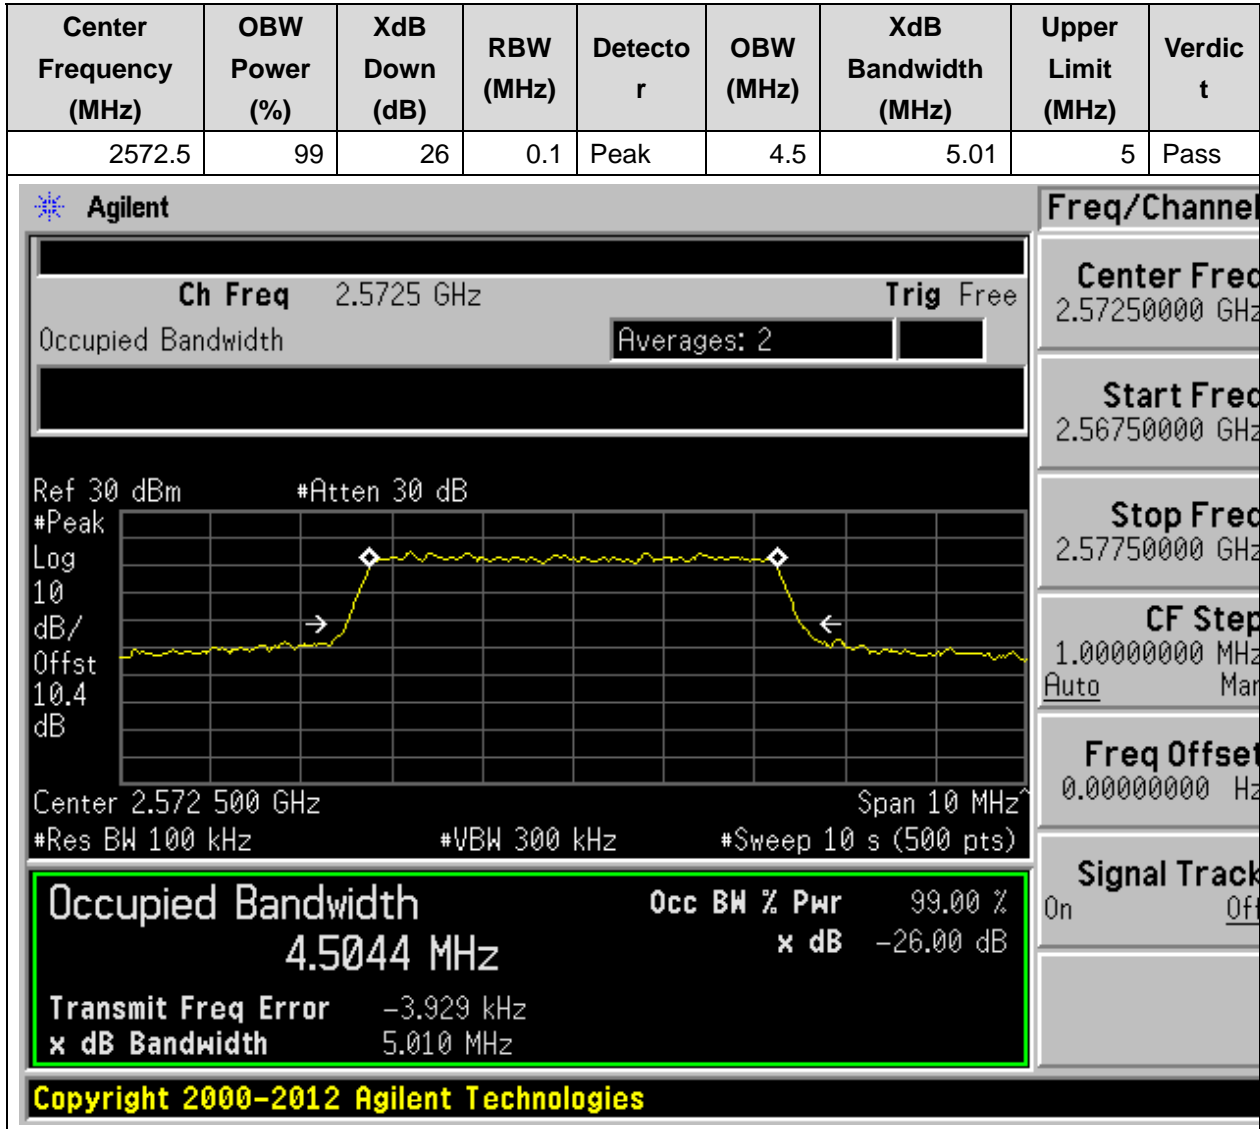 Center Frequency (MHz) OBW Power (%) XdB Down (dB) RBW (MHz) Detector OBW (MHz) XdB Bandwidth (MHz) Upper Limit (MHz) Verdict
2572.5 99 26 0.1 Peak 4.5 5.01 5 Pass
Agilent
Ch Freq 2.5725 GHz Trig Free
Occupied Bandwidth Averages: 2
Ref 30 dBm #Atten 30 dB
#Peak
Log
10
dB/
Offst
10.4
dB
Center 2.572 500 GHz Span 10 MHz^
#Res BW 100 kHz #VBW 300 kHz #Sweep 10 s (500 pts)
Occupied Bandwidth Occ BW % Pwr 99.00 %
4.5044 MHz x dB -26.00 dB
Transmit Freq Error -3.929 kHz
x dB Bandwidth 5.010 MHz
Copyright 2000-2012 Agilent Technologies
Freq/Channel
Center Freq
2.57250000 GHz
Start Freq
2.56750000 GHz
Stop Freq
2.57750000 GHz
CF Step
1.00000000 MHz
Auto Man
Freq Offset
0.00000000 Hz
Signal Track
On Off